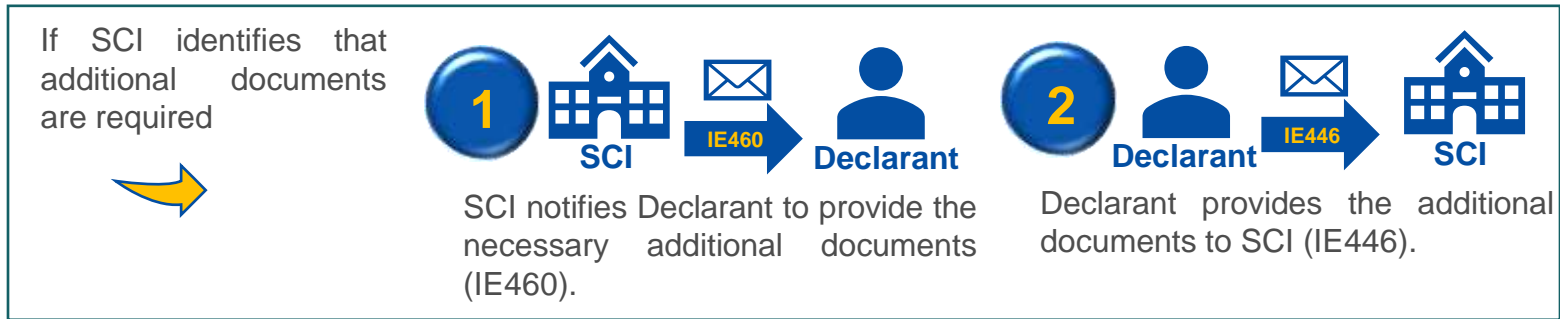 If SCI identifies that
additional documents
are required
1
SCI
IE460
Declarant
SCI notifies Declarant to provide the
necessary additional documents
(IE460).
2
Declarant
IE446
SCI
Declarant provides the additional
documents to SCI (IE446).